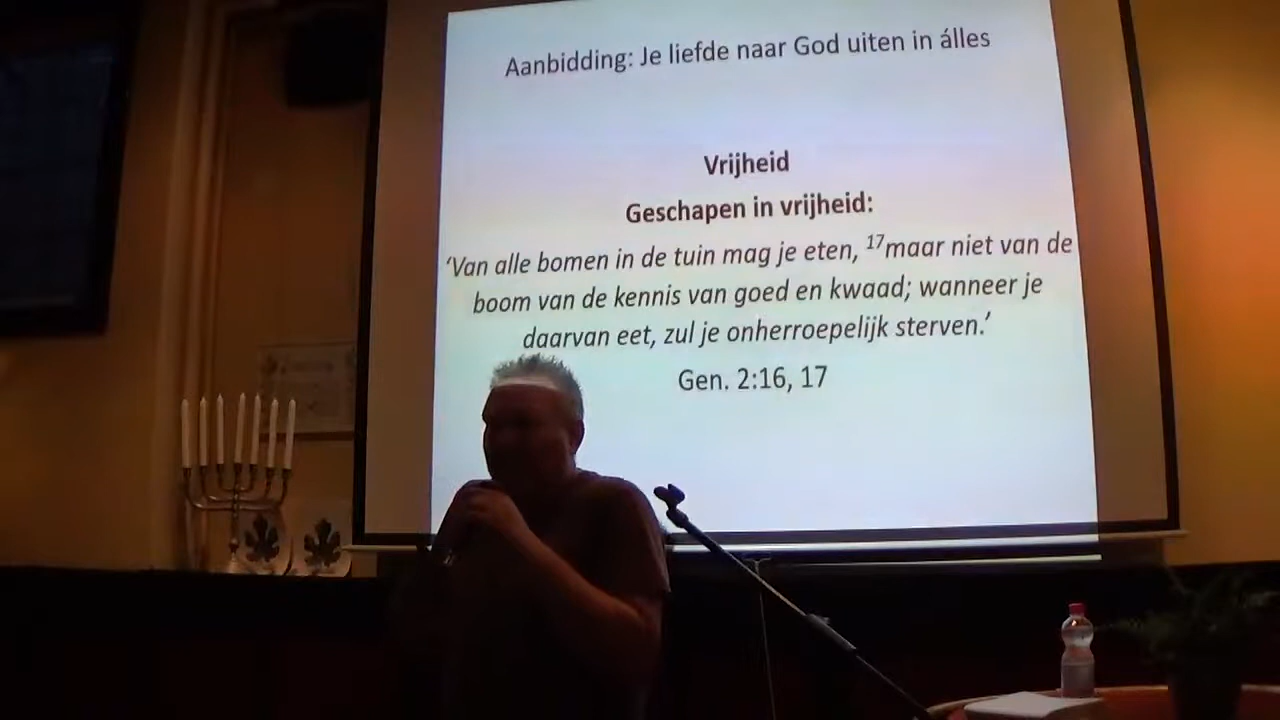 Aanbidding: Je liefde naar God uiten in álles
Vrijheid
Geschapen in vrijheid:
‘Van alle bomen in de tuin mag je eten, ¹⁷maar niet van de
boom van de kennis van goed en kwaad; wanneer je
daarvan eet, zul je onherroepelijk sterven.’
Gen. 2:16, 17